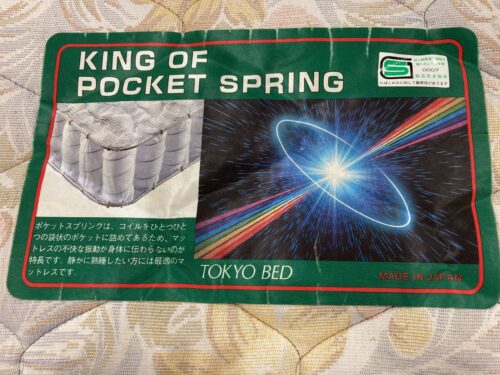 KING OF
POCKET SPRING
0007
ポケットスプリングは、コイルをひとつひと
つの袋状のポケットに詰めてあるため、マッ
トレスの不快な振動が身体に伝わらないのが
特長です。静かに熟睡したい方には最適のマ
ットレスです。
TOKYO BED
MADE IN JAPAN